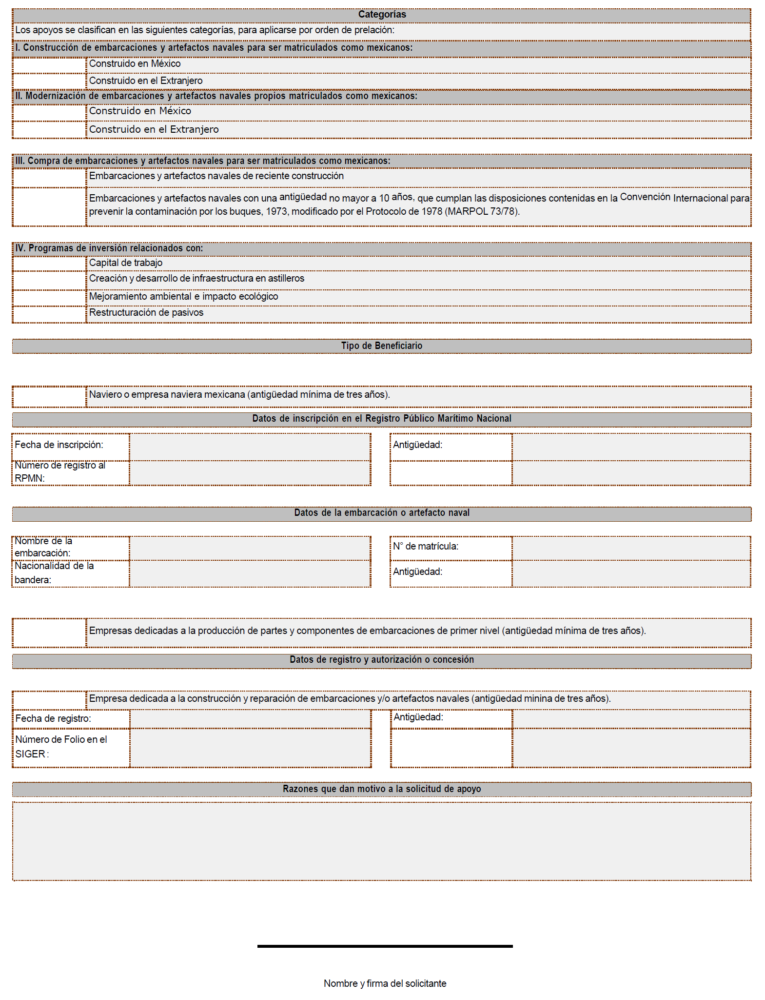 Categorías
Los apoyos se clasifican en las siguientes categorías, para aplicarse por orden de prelación:
I. Construcción de embarcaciones y artefactos navales para ser matriculados como mexicanos:
Construido en México
Construido en el Extranjero
II. Modernización de embarcaciones y artefactos navales propios matriculados como mexicanos:
Construido en México
Construido en el Extranjero
III. Compra de embarcaciones y artefactos navales para ser matriculados como mexicanos:
Embarcaciones y artefactos navales de reciente construcción
Embarcaciones y artefactos navales con una antigüedad no mayor a 10 años, que cumplan las disposiciones contenidas en la Convención Internacional para
prevenir la contaminación por los buques, 1973, modificado por el Protocolo de 1978 (MARPOL 73/78).
IV. Programas de inversión relacionados con:
Capital de trabajo
Creación y desarrollo de infraestructura en astilleros
Mejoramiento ambiental e impacto ecológico
Restructuración de pasivos
Tipo de Beneficiario
Naviero o empresa naviera mexicana (antigüedad mínima de tres años).
Datos de inscripción en el Registro Público Marítimo Nacional
Fecha de inscripción:
Antigüedad:
Número de registro al
RPMN:
Datos de la embarcación o artefacto naval
Nombre de la
embarcación:
N° de matrícula:
Nacionalidad de la
bandera:
Antigüedad:
Empresas dedicadas a la producción de partes y componentes de embarcaciones de primer nivel (antigüedad mínima de tres años).
Datos de registro y autorización o concesión
Empresa dedicada a la construcción y reparación de embarcaciones y/o artefactos navales (antigüedad minina de tres años).
Fecha de registro:
Antigüedad:
Número de Folio en el
SIGER :
Razones que dan motivo a la solicitud de apoyo
Nombre y firma del solicitante